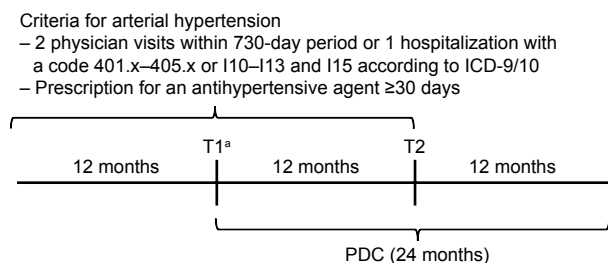 Criteria for arterial hypertension
– 2 physician visits within 730-day period or 1 hospitalization with
a code 401.x–405.x or I10–I13 and I15 according to ICD-9/10
– Prescription for an antihypertensive agent ≥30 days
T1ᵃ T2
12 months 12 months 12 months
PDC (24 months)